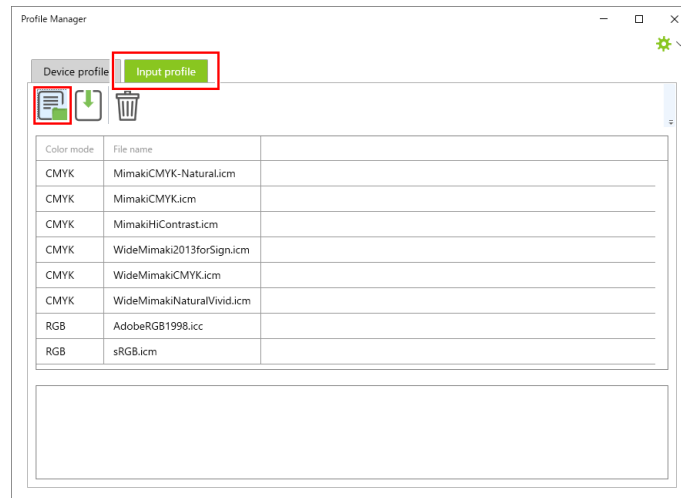 Profile Manager
Device profile Input profile
Color mode File name
CMYK MimakiCMYK-Natural.icm
CMYK MimakiCMYK.icm
CMYK MimakiHiContrast.icm
CMYK WideMimaki2013forSign.icm
CMYK WideMimakiCMYK.icm
CMYK WideMimakiNaturalVivid.icm
RGB AdobeRGB1998.icc
RGB sRGB.icm